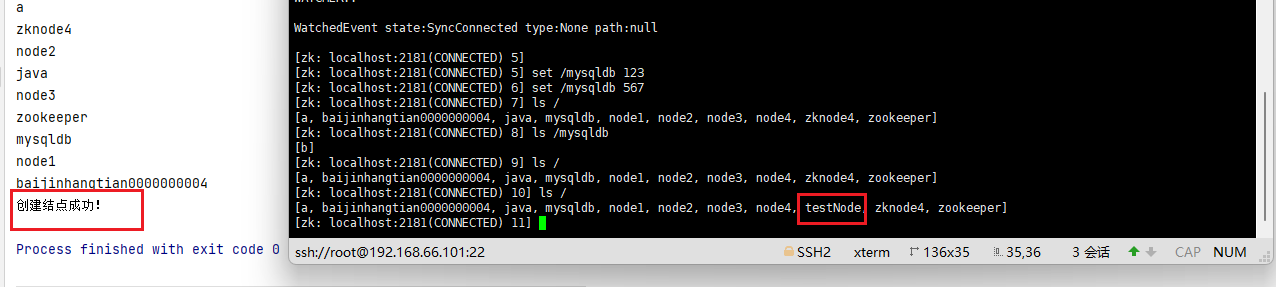 a
zknode4
node2
java
node3
zookeeper
mysqldb
node1
baijinhangtian0000000004
创建结点成功!
Process finished with exit code 0
WatchedEvent state:SyncConnected type:None path:null
[zk: localhost:2181(CONNECTED) 5]
[zk: localhost:2181(CONNECTED) 5] set /mysqldb 123
[zk: localhost:2181(CONNECTED) 6] set /mysqldb 567
[zk: localhost:2181(CONNECTED) 7] ls /
[a, baijinhangtian0000000004, java, mysqldb, node1, node2, node3, node4, zknode4, zookeeper]
[zk: localhost:2181(CONNECTED) 8] ls /mysqldb
[b]
[zk: localhost:2181(CONNECTED) 9] ls /
[a, baijinhangtian0000000004, java, mysqldb, node1, node2, node3, node4, zknode4, zookeeper]
[zk: localhost:2181(CONNECTED) 10] ls /
[a, baijinhangtian0000000004, java, mysqldb, node1, node2, node3, node4, testNode, zknode4, zookeeper]
[zk: localhost:2181(CONNECTED) 11]
ssh://root@192.168.66.101:22 SSH2 xterm 136x35 35,36 3 会话 CAP NUM